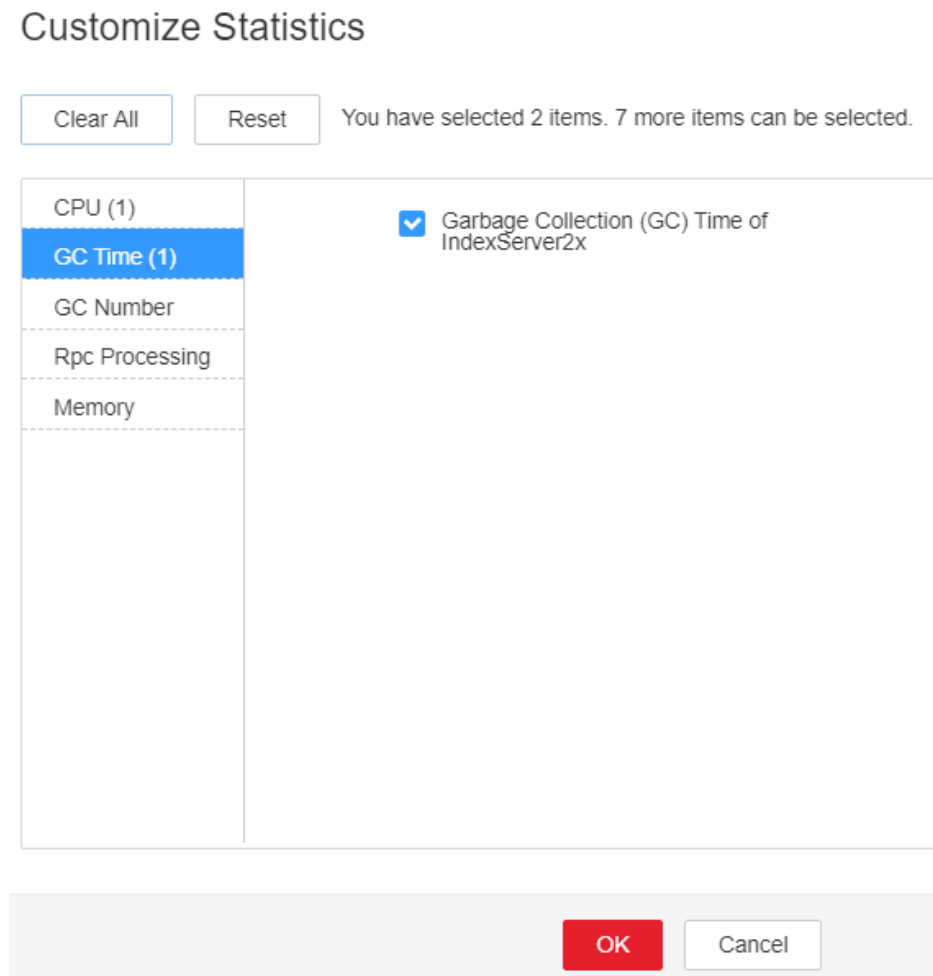 Customize Statistics
Clear All
Reset
You have selected 2 items. 7 more items can be selected.
CPU (1)
GC Time (1)
GC Number
Rpc Processing
Memory
Garbage Collection (GC) Time of
IndexServer2x
OK
Cancel